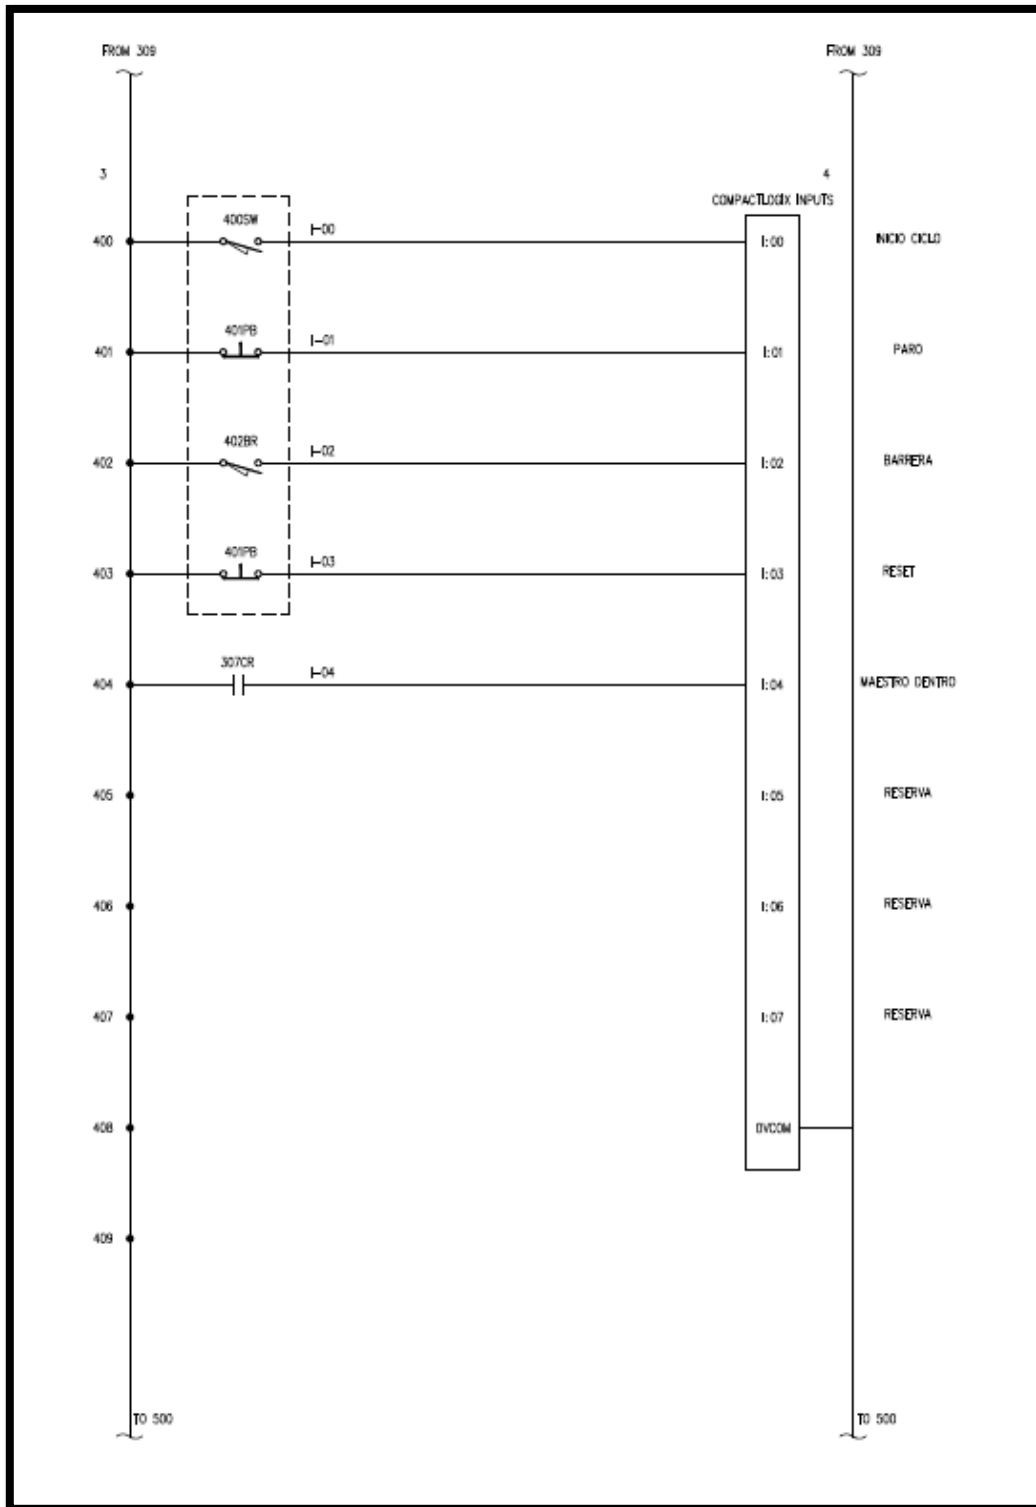 FROM 309 FROM 309
3 4
COMPACTLOGIX INPUTS
400SW
400 I-00 I:00 INICIO CICLO
401PB
401 I-01 I:01 PARO
402BR
402 I-02 I:02 BARRERA
401PB
403 I-03 I:03 RESET
307CR
404 I-04 I:04 MAESTRO DENTRO
405 I:05 RESERVA
406 I:06 RESERVA
407 I:07 RESERVA
408 0VCOM
409
TO 500 TO 500